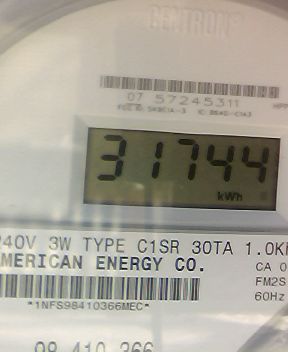 CENTRON®
07 57245311
31744
kWh
240V 3W TYPE C1SR 30TA 1.0K
AMERICAN ENERGY CO.
CA 0
FM2S
60Hz
*1NFS98410366MEC*
98 410 366